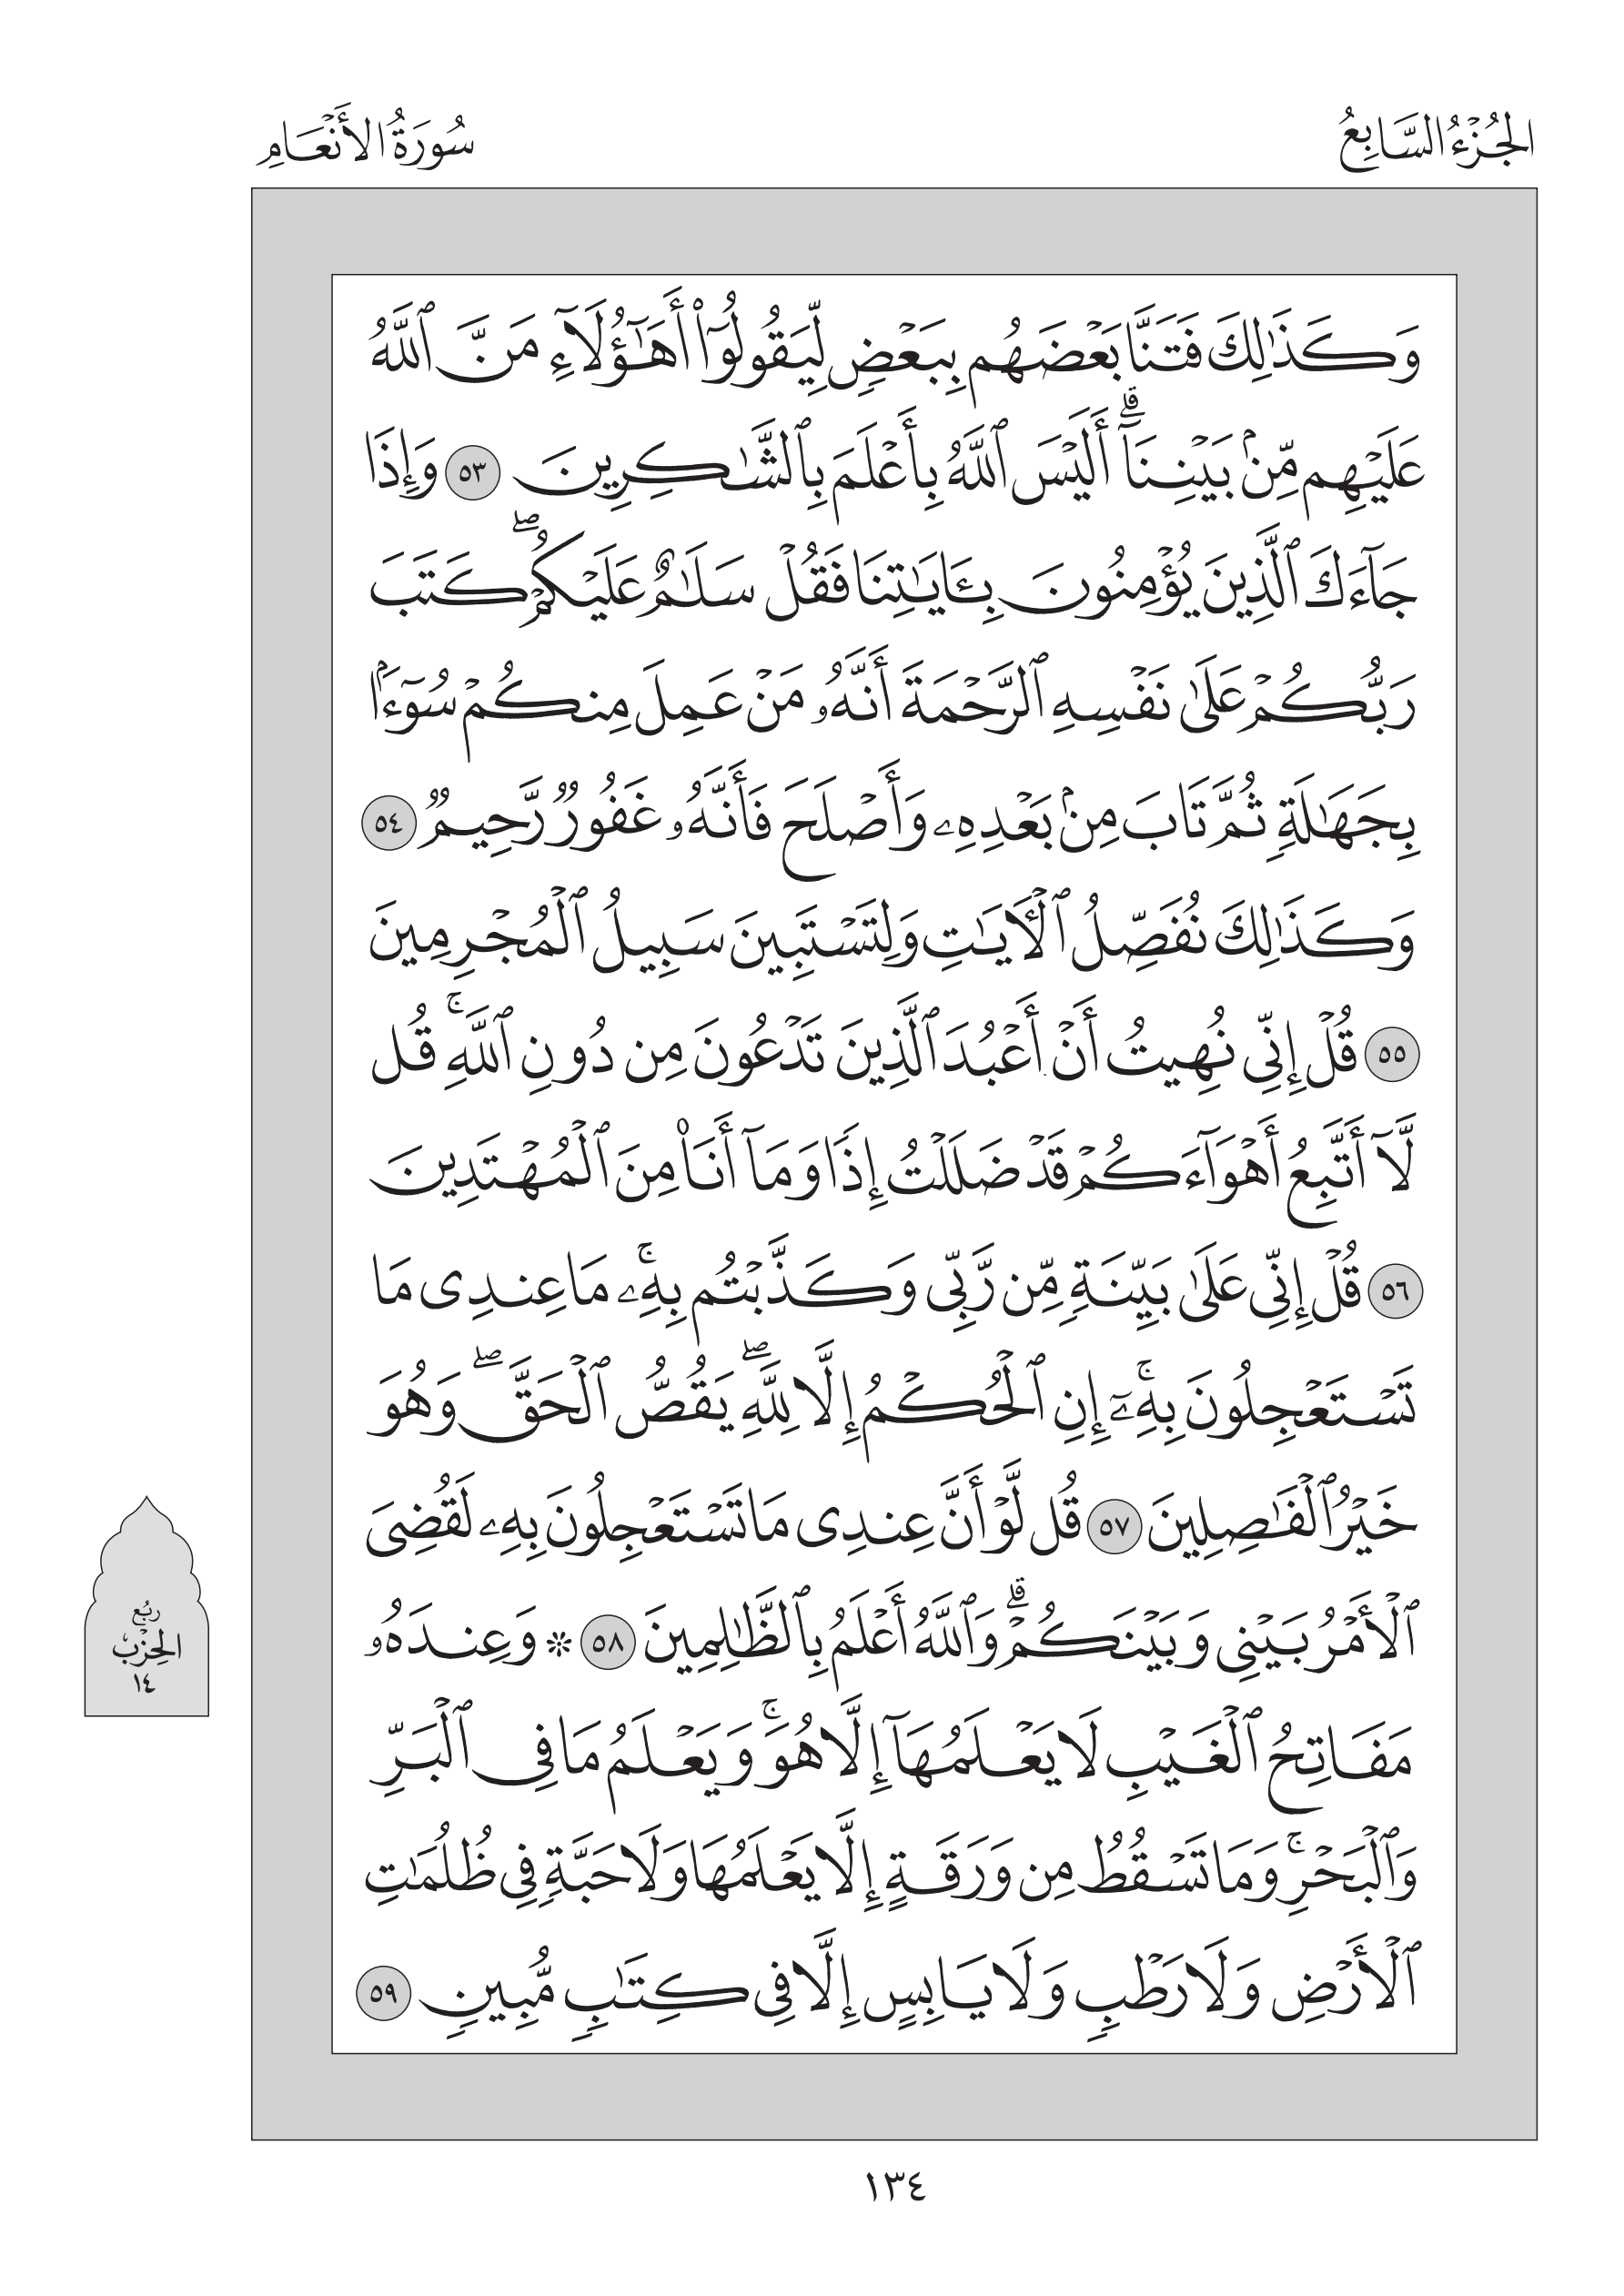 الجُزْءُ السَّابِعُ
سُورَةُ الأَنْعَامِ
وَكَذَٰلِكَ فَتَنَّا بَعۡضَهُم بِبَعۡضٖ لِّيَقُولُوٓاْ أَهَٰٓؤُلَآءِ مَنَّ ٱللَّهُ
عَلَيۡهِم مِّنۢ بَيۡنِنَآۗ أَلَيۡسَ ٱللَّهُ بِأَعۡلَمَ بِٱلشَّٰكِرِينَ ٥٣ وَإِذَا
جَآءَكَ ٱلَّذِينَ يُؤۡمِنُونَ بِـَٔايَٰتِنَا فَقُلۡ سَلَٰمٌ عَلَيۡكُمۡۖ كَتَبَ
رَبُّكُمۡ عَلَىٰ نَفۡسِهِ ٱلرَّحۡمَةَ أَنَّهُۥ مَنۡ عَمِلَ مِنكُمۡ سُوٓءَۢا
بِجَهَٰلَةٖ ثُمَّ تَابَ مِنۢ بَعۡدِهِۦ وَأَصۡلَحَ فَأَنَّهُۥ غَفُورٞ رَّحِيمٞ ٥٤
وَكَذَٰلِكَ نُفَصِّلُ ٱلۡأٓيَٰتِ وَلِتَسۡتَبِينَ سَبِيلُ ٱلۡمُجۡرِمِينَ
٥٥ قُلۡ إِنِّي نُهِيتُ أَنۡ أَعۡبُدَ ٱلَّذِينَ تَدۡعُونَ مِن دُونِ ٱللَّهِۚ قُل
لَّآ أَتَّبِعُ أَهۡوَآءَكُمۡ قَدۡ ضَلَلۡتُ إِذٗا وَمَآ أَنَا۠ مِنَ ٱلۡمُهۡتَدِينَ
٥٦ قُلۡ إِنِّي عَلَىٰ بَيِّنَةٖ مِّن رَّبِّي وَكَذَّبۡتُم بِهِۦۚ مَا عِندِي مَا
تَسۡتَعۡجِلُونَ بِهِۦٓۚ إِنِ ٱلۡحُكۡمُ إِلَّا لِلَّهِۖ يَقُصُّ ٱلۡحَقَّۖ وَهُوَ
خَيۡرُ ٱلۡفَٰصِلِينَ ٥٧ قُل لَّوۡ أَنَّ عِندِي مَا تَسۡتَعۡجِلُونَ بِهِۦ لَقُضِيَ
ٱلۡأَمۡرُ بَيۡنِي وَبَيۡنَكُمۡۗ وَٱللَّهُ أَعۡلَمُ بِٱلظَّٰلِمِينَ ٥٨ ۞ وَعِندَهُۥ
مَفَاتِحُ ٱلۡغَيۡبِ لَا يَعۡلَمُهَآ إِلَّا هُوَۚ وَيَعۡلَمُ مَا فِي ٱلۡبَرِّ
وَٱلۡبَحۡرِۚ وَمَا تَسۡقُطُ مِن وَرَقَةٍ إِلَّا يَعۡلَمُهَا وَلَا حَبَّةٖ فِي ظُلُمَٰتِ
ٱلۡأَرۡضِ وَلَا رَطۡبٖ وَلَا يَابِسٍ إِلَّا فِي كِتَٰبٖ مُّبِينٖ ٥٩
رُبُع
الحِزْب
١٤
١٣٤